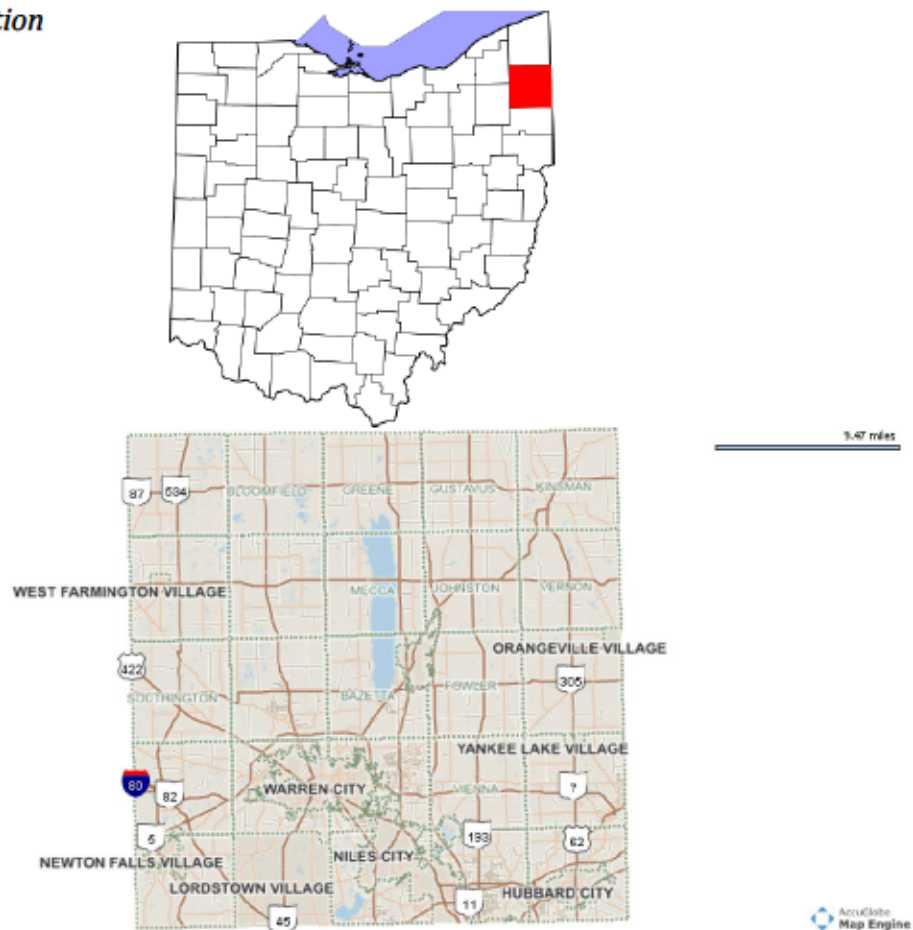 tion
9.47 miles
87
534
BLOOMFIELD
GREENE
GUSTAVUS
KINSMAN
WEST FARMINGTON VILLAGE
MECCA
JOHNSTON
VERNON
ORANGEVILLE VILLAGE
422
305
SOUTHINGTON
BAZETTA
FOWLER
YANKEE LAKE VILLAGE
80
82
WARREN CITY
VIENNA
7
5
193
62
NEWTON FALLS VILLAGE
NILES CITY
LORDSTOWN VILLAGE
HUBBARD CITY
45
11
AccuGlobe
Map Engine